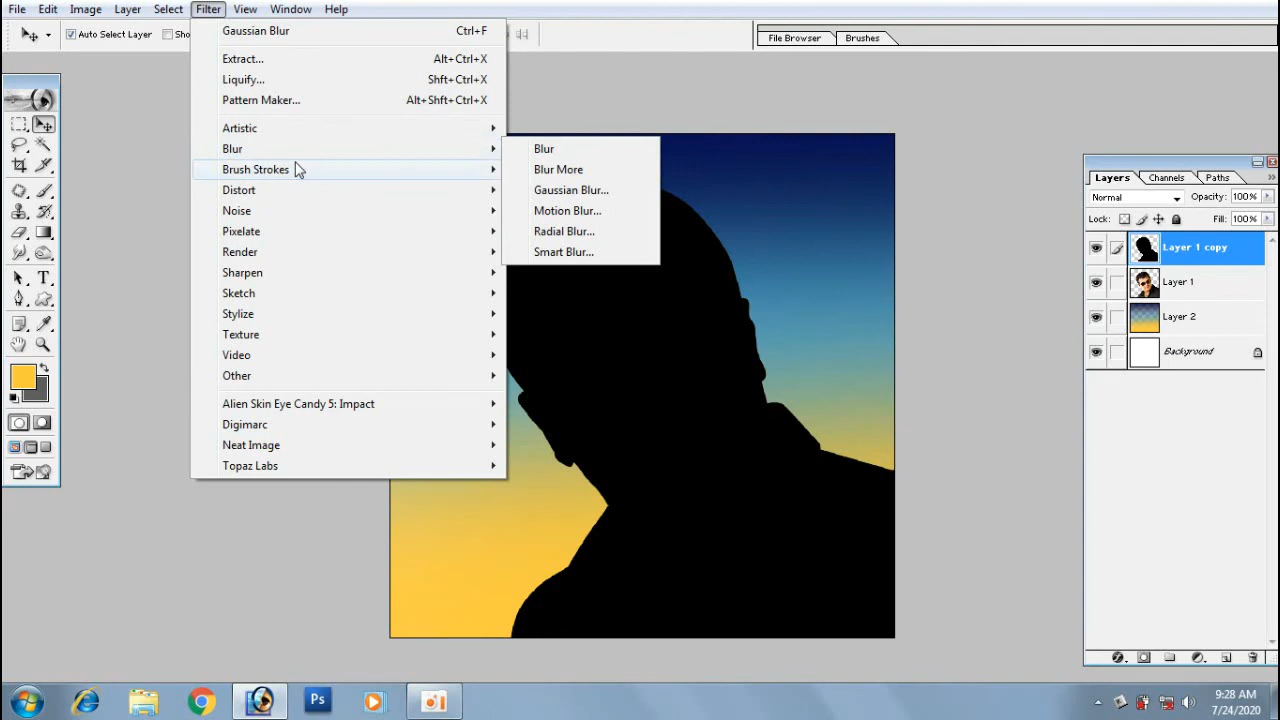 File Edit Image Layer Select Filter View Window Help
Auto Select Layer Sho
File Browser Brushes
Gaussian Blur Ctrl+F
Extract... Alt+Ctrl+X
Liquify... Shft+Ctrl+X
Pattern Maker... Alt+Shft+Ctrl+X
Artistic
Blur
Brush Strokes
Distort
Noise
Pixelate
Render
Sharpen
Sketch
Stylize
Texture
Video
Other
Alien Skin Eye Candy 5: Impact
Digimarc
Neat Image
Topaz Labs
Blur
Blur More
Gaussian Blur...
Motion Blur...
Radial Blur...
Smart Blur...
Layers Channels Paths
Normal Opacity: 100%
Lock: Fill: 100%
Layer 1 copy
Layer 1
Layer 2
Background
T
Ps
9:28 AM
7/24/2020